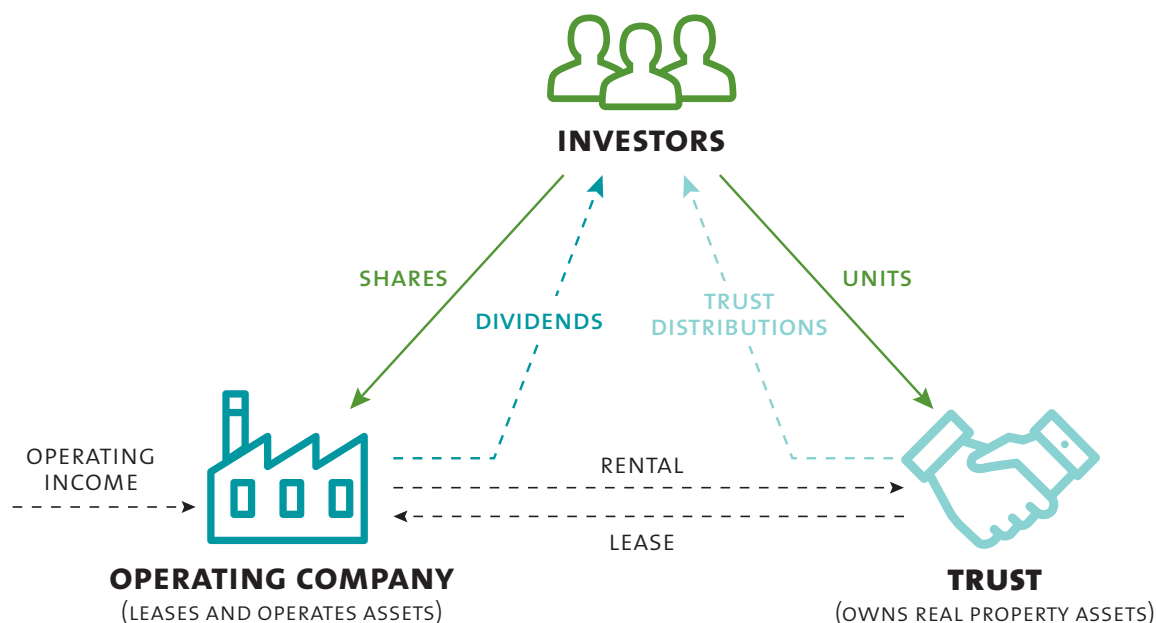 INVESTORS
SHARES
UNITS
DIVIDENDS
TRUST
DISTRIBUTIONS
OPERATING
INCOME
RENTAL
LEASE
OPERATING COMPANY
(LEASES AND OPERATES ASSETS)
TRUST
(OWNS REAL PROPERTY ASSETS)